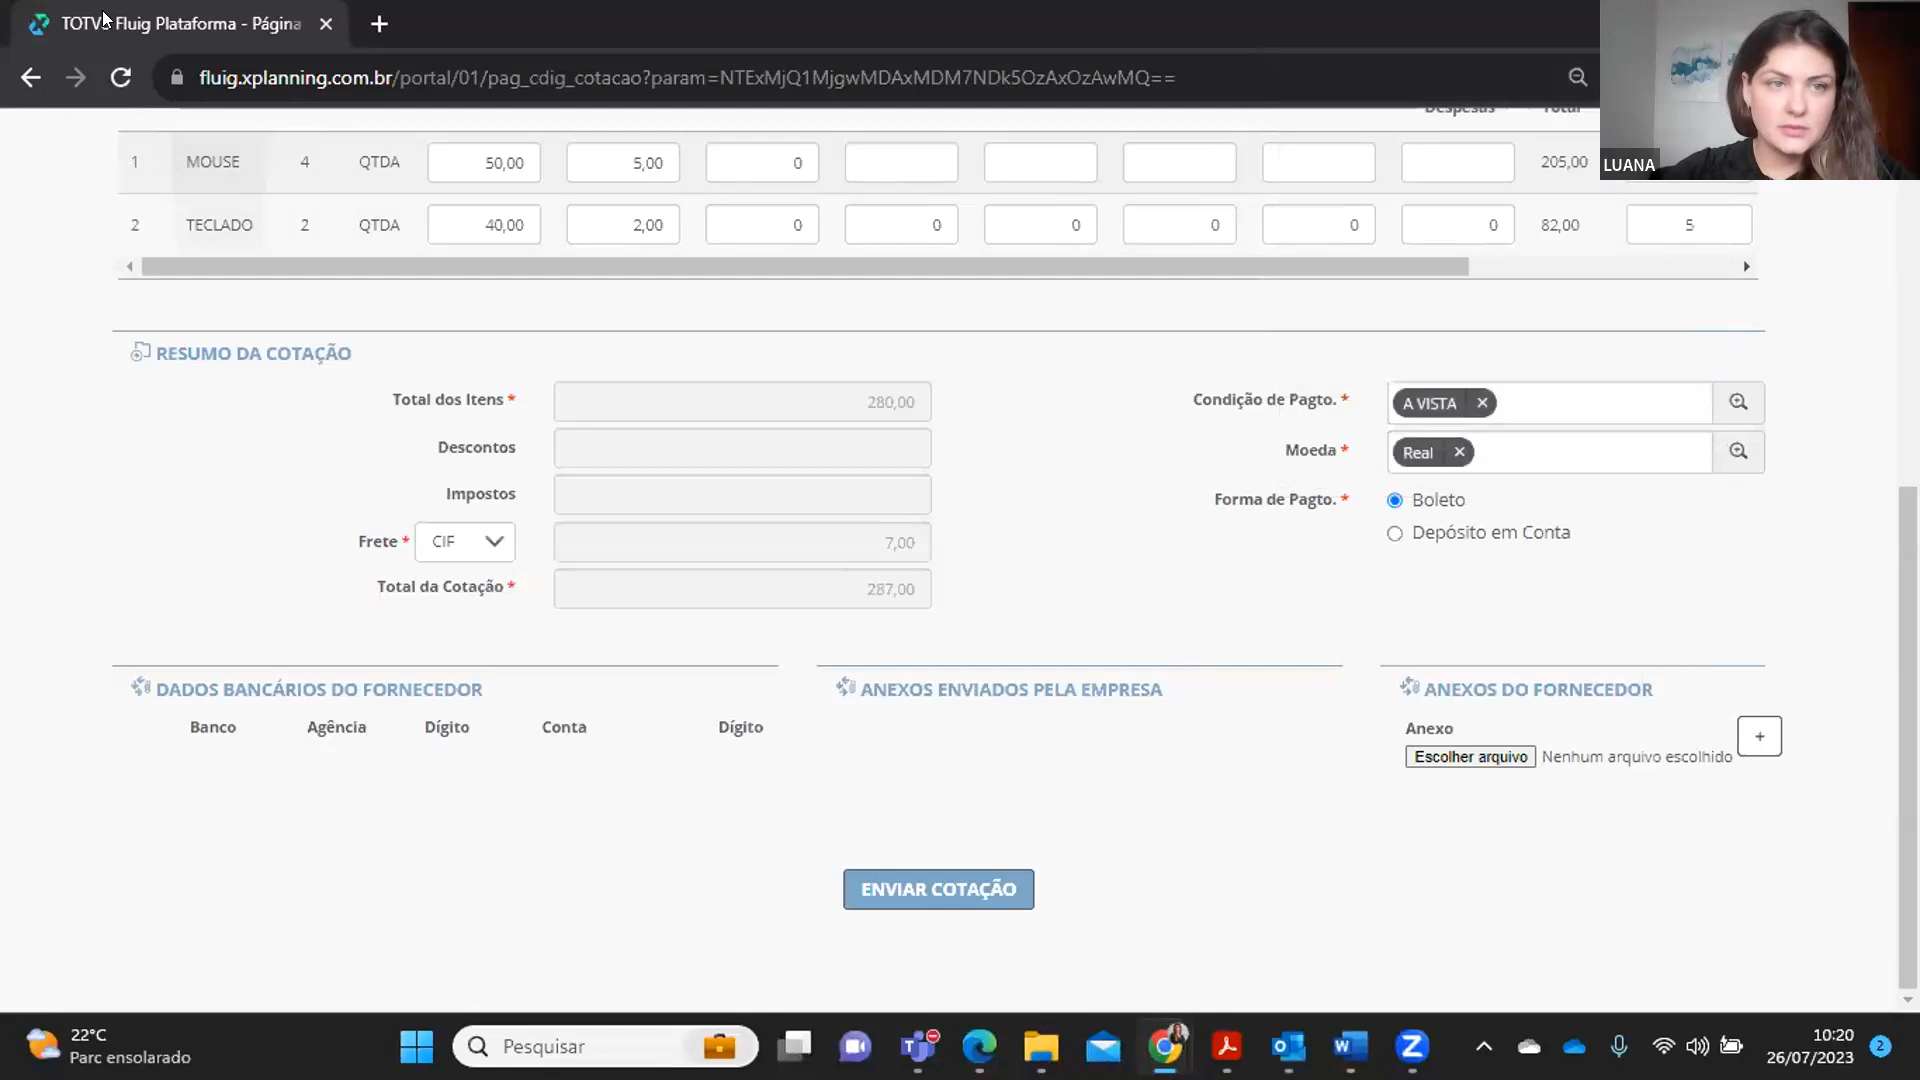 TOTVS Fluig Plataforma - Página
fluig.xplanning.com.br/portal/01/pag_cdig_cotacao?param=NTExMjQ1MjgwMDAxMDM7NDk5OzAxOzAwMQ==
LUANA
Despesas Total
1 MOUSE 4 QTDA 50,00 5,00 0 205,00
2 TECLADO 2 QTDA 40,00 2,00 0 0 0 0 0 0 82,00 5
RESUMO DA COTAÇÃO
Total dos Itens * 280,00
Condição de Pagto. * A VISTA ×
Descontos
Moeda * Real ×
Impostos
Forma de Pagto. * Boleto
Depósito em Conta
Frete * CIF 7,00
Total da Cotação * 287,00
DADOS BANCÁRIOS DO FORNECEDOR
Banco Agência Dígito Conta Dígito
ANEXOS ENVIADOS PELA EMPRESA
ANEXOS DO FORNECEDOR
Anexo
Escolher arquivo Nenhum arquivo escolhido
+
ENVIAR COTAÇÃO
22°C
Parc ensolarado
Pesquisar
10:20
26/07/2023
2